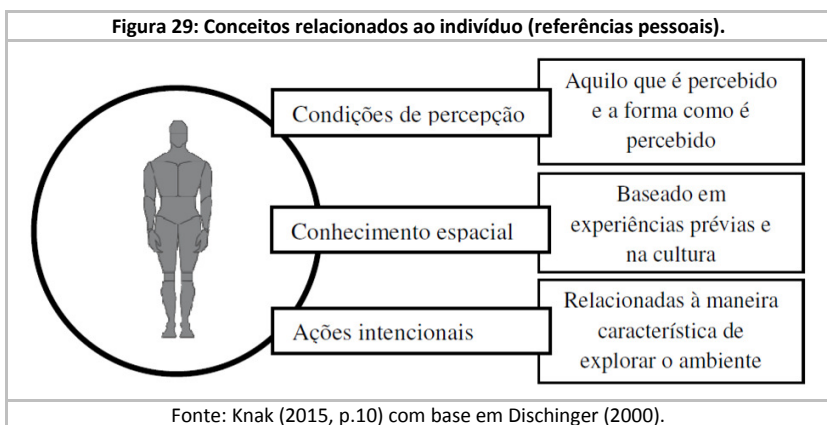 Figura 29: Conceitos relacionados ao indivíduo (referências pessoais).
Condições de percepção
Aquilo que é percebido
e a forma como é
percebido
Conhecimento espacial
Baseado em
experiências prévias e
na cultura
Ações intencionais
Relacionadas à maneira
característica de
explorar o ambiente
Fonte: Knak (2015, p.10) com base em Dischinger (2000).